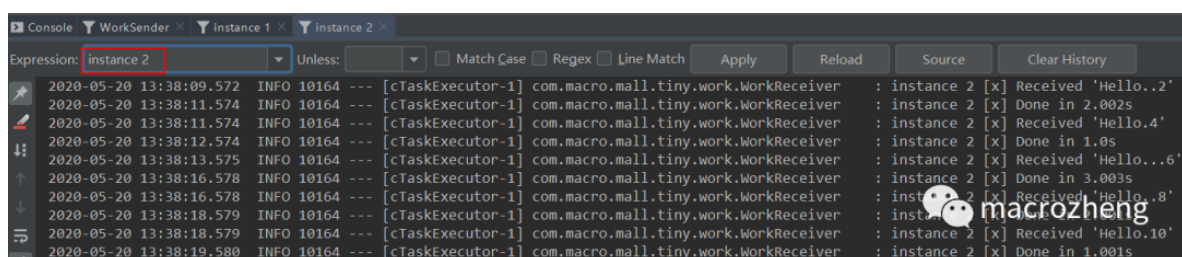 Console WorkSender × instance 1 × instance 2 ×
Expression: instance 2 Unless: Match Case Regex Line Match Apply Reload Source Clear History
2020-05-20 13:38:09.572 INFO 10164 --- [cTaskExecutor-1] com.macro.mall.tiny.work.WorkReceiver : instance 2 [x] Received 'Hello..2'
2020-05-20 13:38:11.574 INFO 10164 --- [cTaskExecutor-1] com.macro.mall.tiny.work.WorkReceiver : instance 2 [x] Done in 2.002s
2020-05-20 13:38:11.574 INFO 10164 --- [cTaskExecutor-1] com.macro.mall.tiny.work.WorkReceiver : instance 2 [x] Received 'Hello.4'
2020-05-20 13:38:12.574 INFO 10164 --- [cTaskExecutor-1] com.macro.mall.tiny.work.WorkReceiver : instance 2 [x] Done in 1.0s
2020-05-20 13:38:13.575 INFO 10164 --- [cTaskExecutor-1] com.macro.mall.tiny.work.WorkReceiver : instance 2 [x] Received 'Hello...6'
2020-05-20 13:38:16.578 INFO 10164 --- [cTaskExecutor-1] com.macro.mall.tiny.work.WorkReceiver : instance 2 [x] Done in 3.003s
2020-05-20 13:38:16.578 INFO 10164 --- [cTaskExecutor-1] com.macro.mall.tiny.work.WorkReceiver : [x] Received 'Hello..8'
2020-05-20 13:38:18.579 INFO 10164 --- [cTaskExecutor-1] com.macro.mall.tiny.work.WorkReceiver :
macrozheng
2020-05-20 13:38:18.579 INFO 10164 --- [cTaskExecutor-1] com.macro.mall.tiny.work.WorkReceiver : instance 2 [x] Received 'Hello.10'
2020-05-20 13:38:19.580 INFO 10164 --- [cTaskExecutor-1] com.macro.mall.tiny.work.WorkReceiver : instance 2 [x] Done in 1.001s